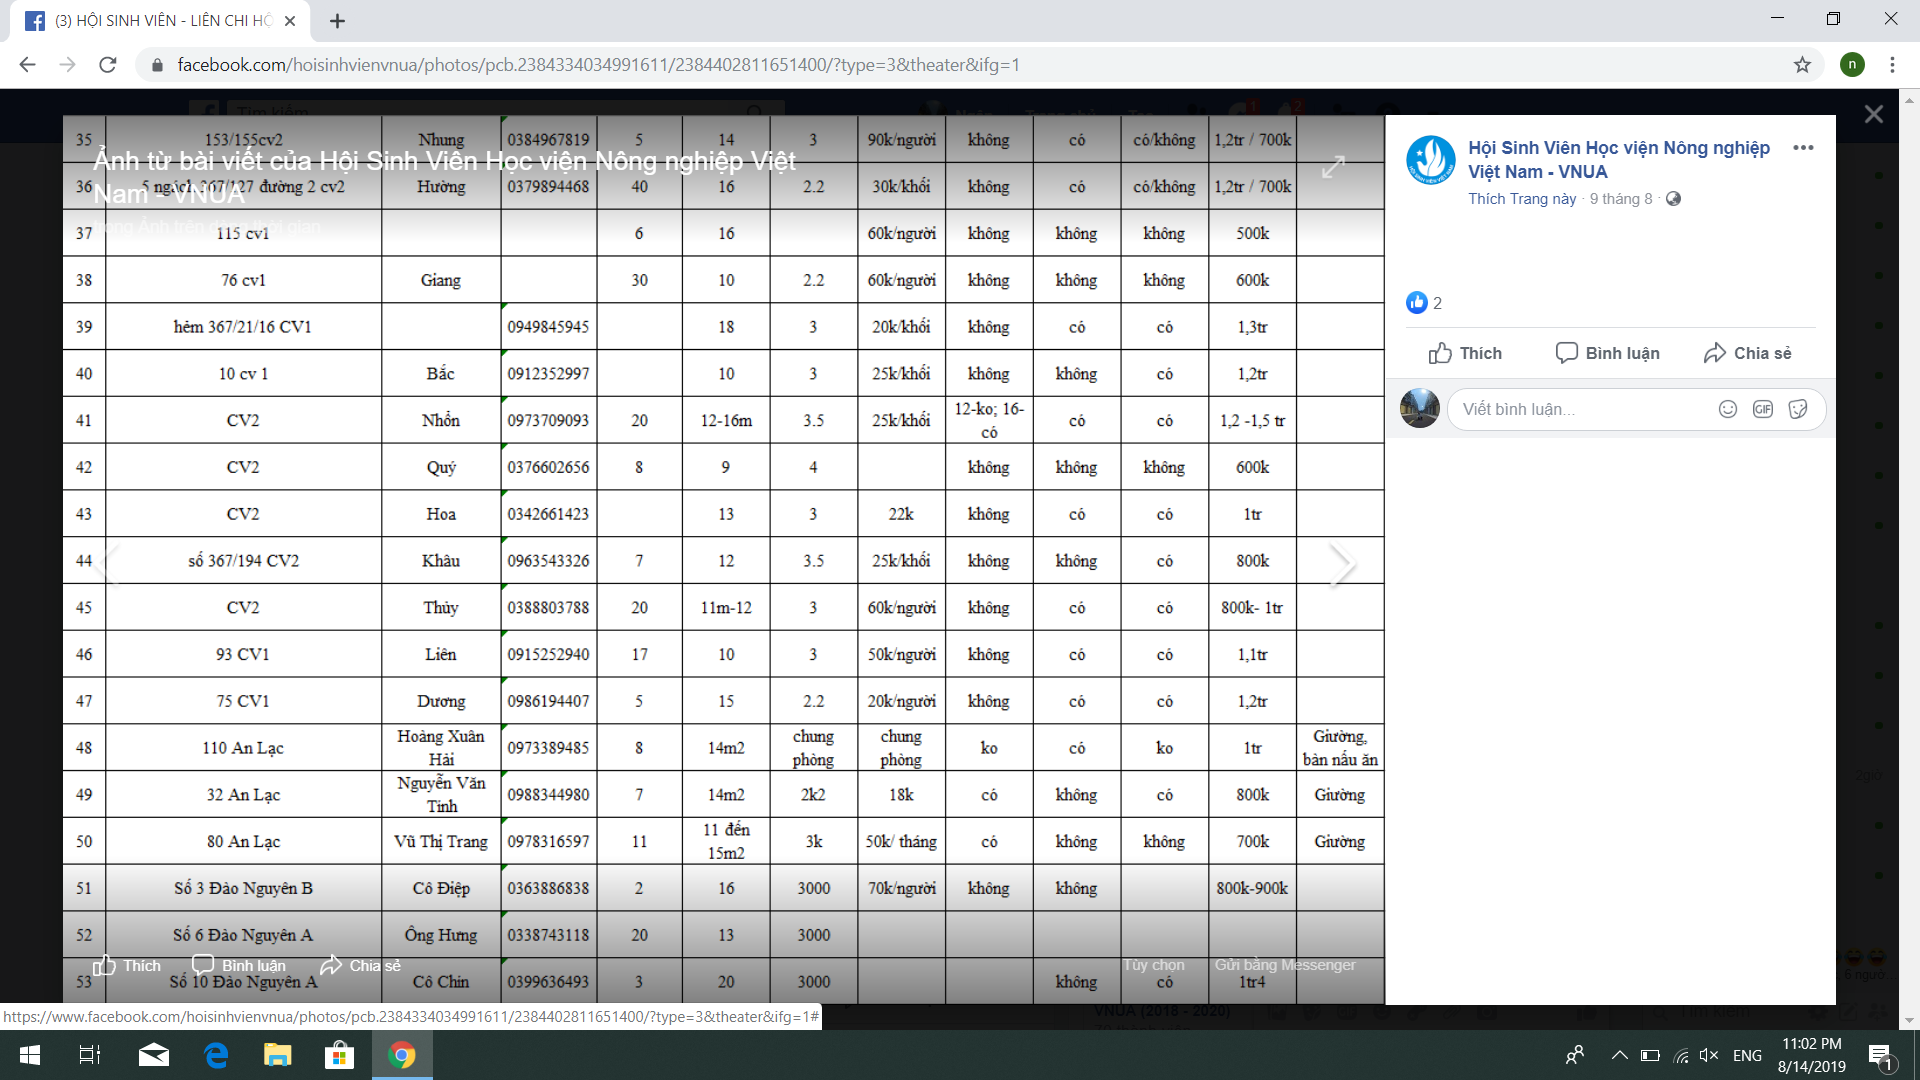 (3) HỘI SINH VIÊN - LIÊN CHI HỘ
facebook.com/hoisinhvienvnua/photos/pcb.2384334034991611/2384402811651400/?type=3&theater&ifg=1
n
Tìm kiếm
Ảnh từ bài viết của Hội Sinh Viên Học viện Nông nghiệp Việt
Nam - VNUA
trong Ảnh trên dòng thời gian
35 153/155cv2 Nhung 0384967819 5 14 3 90k/người không có có/không 1,2tr / 700k
36 5 ngách 367/127 đường 2 cv2 Hường 0379894468 40 16 2.2 30k/khối không có có/không 1,2tr / 700k
37 115 cv1 6 16 60k/người không không không 500k
38 76 cv1 Giang 30 10 2.2 60k/người không không không 600k
39 hẻm 367/21/16 CV1 0949845945 18 3 20k/khối không có có 1,3tr
40 10 cv 1 Bắc 0912352997 10 3 25k/khối không không có 1,2tr
41 CV2 Nhẩn 0973709093 20 12-16m 3.5 25k/khối 12-ko; 16-có có có 1,2 -1,5 tr
42 CV2 Quý 0376602656 8 9 4 không không không 600k
43 CV2 Hoa 0342661423 13 3 22k không có có 1tr
44 số 367/194 CV2 Khâu 0963543326 7 12 3.5 25k/khối không không có 800k
45 CV2 Thủy 0388803788 20 11m-12 3 60k/người không có có 800k- 1tr
46 93 CV1 Liên 0915252940 17 10 3 50k/người không có có 1,1tr
47 75 CV1 Dương 0986194407 5 15 2.2 20k/người không có có 1,2tr
48 110 An Lạc Hoàng Xuân Hải 0973389485 8 14m2 chung phòng chung phòng ko có ko 1tr Giường, bàn nấu ăn
49 32 An Lạc Nguyễn Văn Tính 0988344980 7 14m2 2k2 18k có không có 800k Giường
50 80 An Lạc Vũ Thị Trang 0978316597 11 11 đến 15m2 3k 50k/ tháng có không không 700k Giường
51 Số 3 Đào Nguyên B Cô Điệp 0363886838 2 16 3000 70k/người không không 800k-900k
52 Số 6 Đào Nguyên A Ông Hưng 0338743118 20 13 3000
53 Số 10 Đào Nguyên A Cô Chin 0399636493 3 20 3000 không có 1tr4
Thích Bình luận Chia sẻ Tùy chọn Gửi bằng Messenger
Hội Sinh Viên Học viện Nông nghiệp
Việt Nam - VNUA
Thích Trang này · 9 tháng 8 ·
2
Thích Bình luận Chia sẻ
Viết bình luận...
GIF
VNUA (2018 - 2020)
Tìm kiếm
https://www.facebook.com/hoisinhvienvnua/photos/pcb.2384334034991611/2384402811651400/?type=3&theater&ifg=1#
ENG
11:02 PM
8/14/2019
1